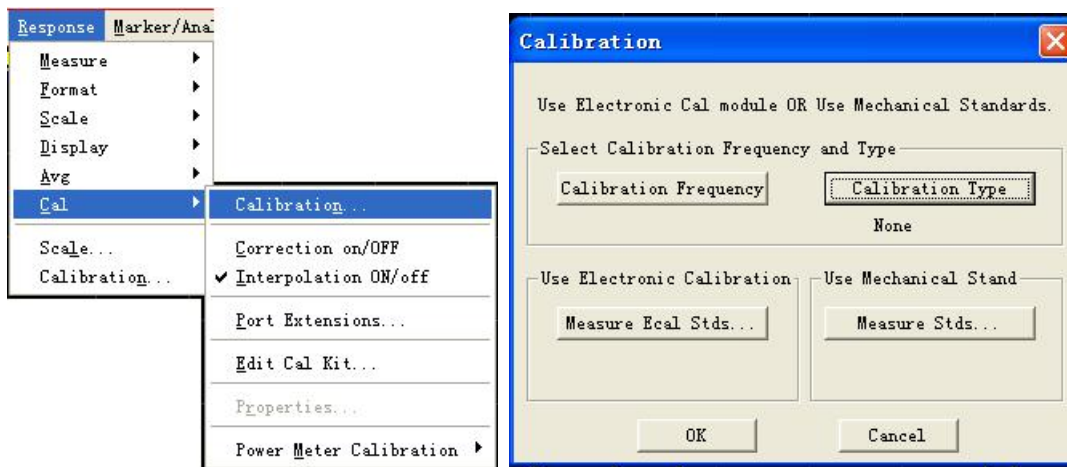 Response Marker/Ana
Measure
Format
Scale
Display
Avg
Cal
Scale...
Calibration...
Calibration...
Correction on/OFF
Interpolation ON/off
Port Extensions...
Edit Cal Kit...
Properties...
Power Meter Calibration
Calibration
Use Electronic Cal module OR Use Mechanical Standards.
Select Calibration Frequency and Type
Calibration Frequency Calibration Type
None
Use Electronic Calibration Use Mechanical Stand
Measure Ecal Stds... Measure Stds...
OK Cancel